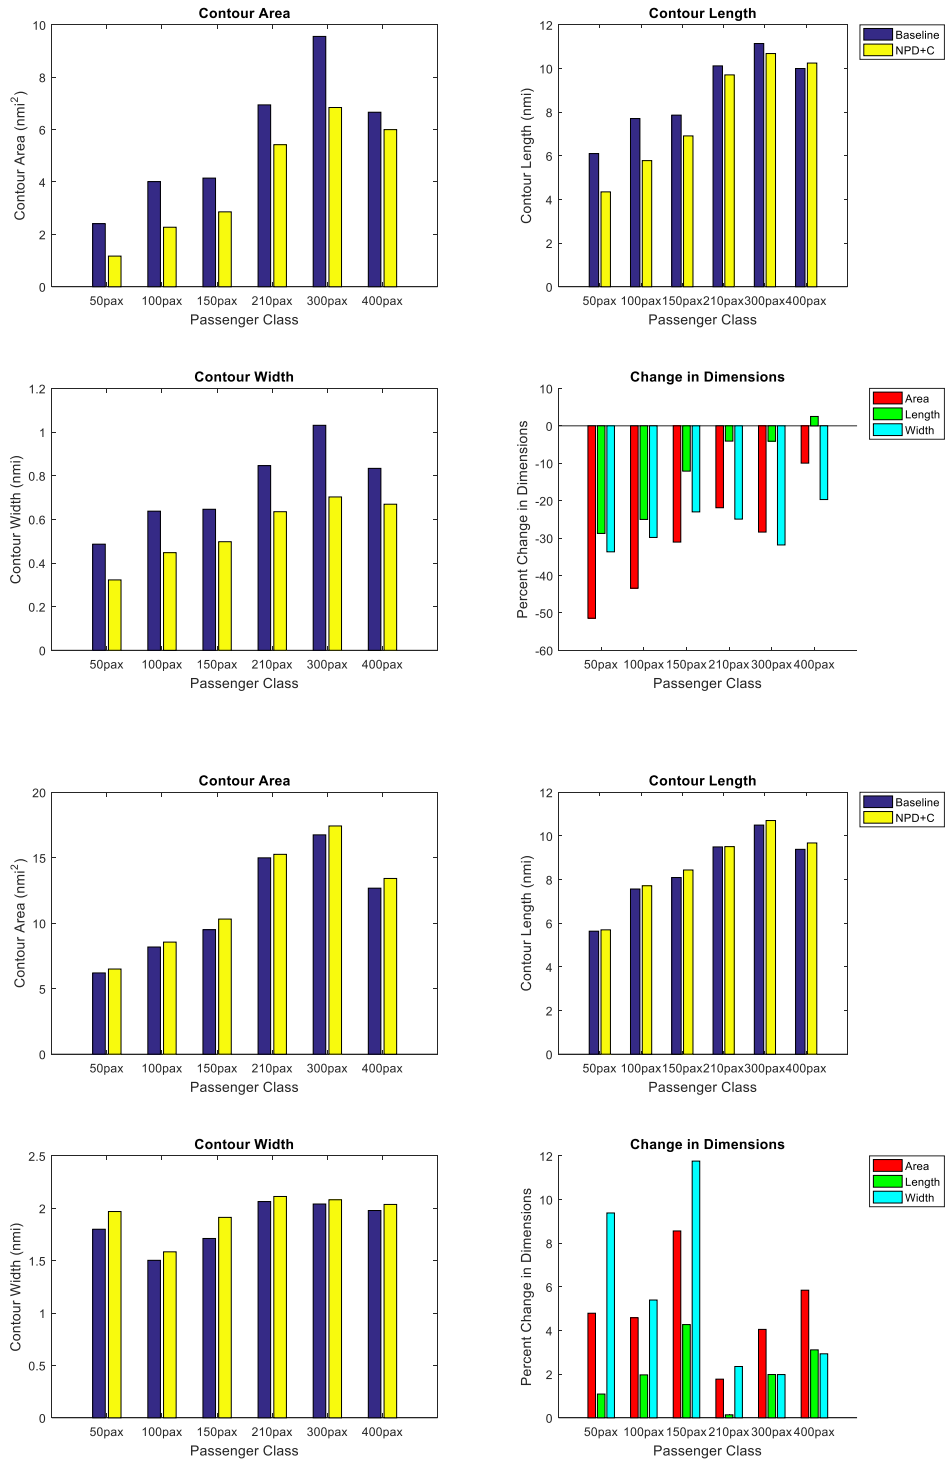 Contour Area
10
8
6
4
2
0
Contour Area (nmi²)
50pax 100pax 150pax 210pax 300pax 400pax
Passenger Class
Contour Length
12
10
8
6
4
2
0
Contour Length (nmi)
50pax 100pax 150pax 210pax 300pax 400pax
Passenger Class
Baseline
NPD+C
Contour Width
1.2
1
0.8
0.6
0.4
0.2
0
Contour Width (nmi)
50pax 100pax 150pax 210pax 300pax 400pax
Passenger Class
Change in Dimensions
10
0
-10
-20
-30
-40
-50
-60
Percent Change in Dimensions
50pax 100pax 150pax 210pax 300pax 400pax
Passenger Class
Area
Length
Width
Contour Area
20
15
10
5
0
Contour Area (nmi²)
50pax 100pax 150pax 210pax 300pax 400pax
Passenger Class
Contour Length
12
10
8
6
4
2
0
Contour Length (nmi)
50pax 100pax 150pax 210pax 300pax 400pax
Passenger Class
Baseline
NPD+C
Contour Width
2.5
2
1.5
1
0.5
0
Contour Width (nmi)
50pax 100pax 150pax 210pax 300pax 400pax
Passenger Class
Change in Dimensions
12
10
8
6
4
2
0
Percent Change in Dimensions
50pax 100pax 150pax 210pax 300pax 400pax
Passenger Class
Area
Length
Width